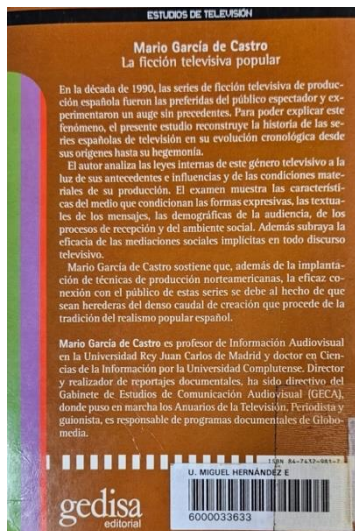 ESTUDIOS DE TELEVISIÓN
Mario García de Castro
La ficción televisiva popular
En la década de 1990, las series de ficción televisiva de produc-
ción española fueron las preferidas del público espectador y ex-
perimentaron un auge sin precedentes. Para poder explicar este
fenómeno, el presente estudio reconstruye la historia de las se-
ries españolas de televisión en su evolución cronológica desde
sus orígenes hasta su hegemonía.
El autor analiza las leyes internas de este género televisivo a la
luz de sus antecedentes e influencias y de las condiciones mate-
riales de su producción. El examen muestra las característi-
cas del medio que condicionan las formas expresivas, las textua-
les de los mensajes, las demográficas de la audiencia, de los
procesos de recepción y del ambiente social. Además subraya la
eficacia de las mediaciones sociales implícitas en todo discurso
televisivo.
Mario García de Castro sostiene que, además de la implanta-
ción de técnicas de producción norteamericanas, la eficaz co-
nexión con el público de estas series se debe al hecho de que
sean herederas del denso caudal de creación que procede de la
tradición del realismo popular español.
Mario García de Castro es profesor de Información Audiovisual
en la Universidad Rey Juan Carlos de Madrid y doctor en Cien-
cias de la Información por la Universidad Complutense. Director
y realizador de reportajes documentales, ha sido directivo del
Gabinete de Estudios de Comunicación Audiovisual (GECA),
donde puso en marcha los Anuarios de la Televisión. Periodista y
guionista, es responsable de programas documentales de Globo-
media.
ISBN 84-7432-985-7
U. MIGUEL HERNÁNDEZ E
6000033633
gedisa
editorial